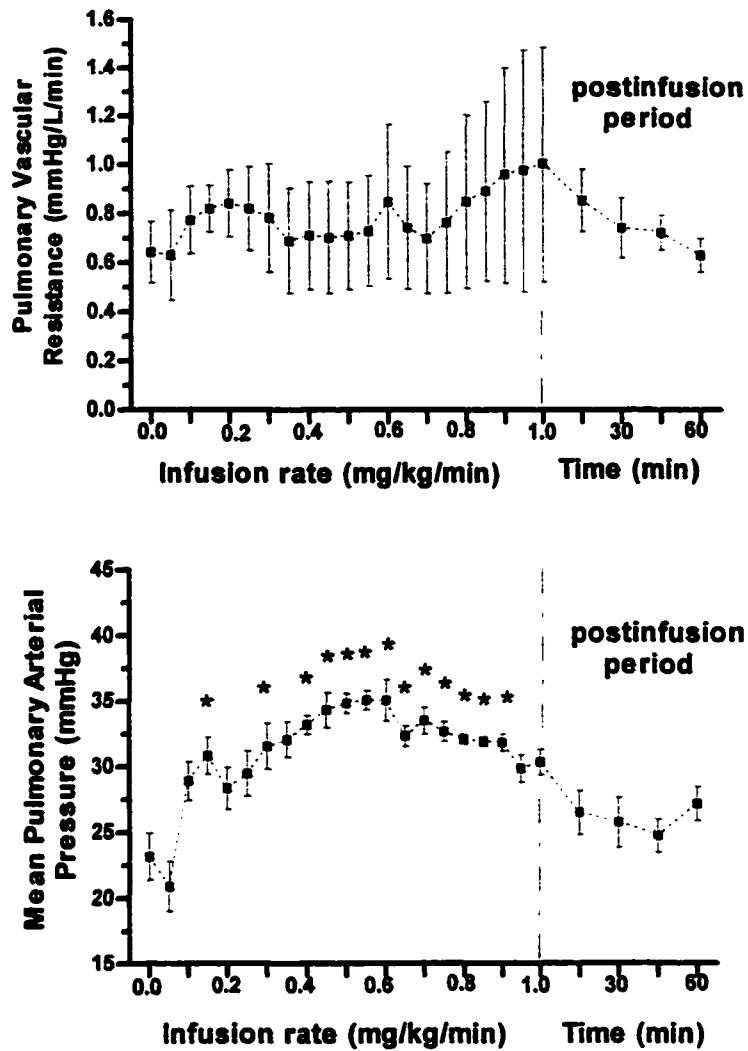 Pulmonary Vascular
Resistance (mmHg/L/min)
1.6
1.4
1.2
1.0
0.8
0.6
0.4
0.2
0.0
postinfusion
period
0.0 0.2 0.4 0.6 0.8 1.0 30 60
Infusion rate (mg/kg/min) Time (min)
Mean Pulmonary Arterial
Pressure (mmHg)
45
40
35
30
25
20
15
postinfusion
period
* * * * * * * * * * * * *
0.0 0.2 0.4 0.6 0.8 1.0 30 60
Infusion rate (mg/kg/min) Time (min)